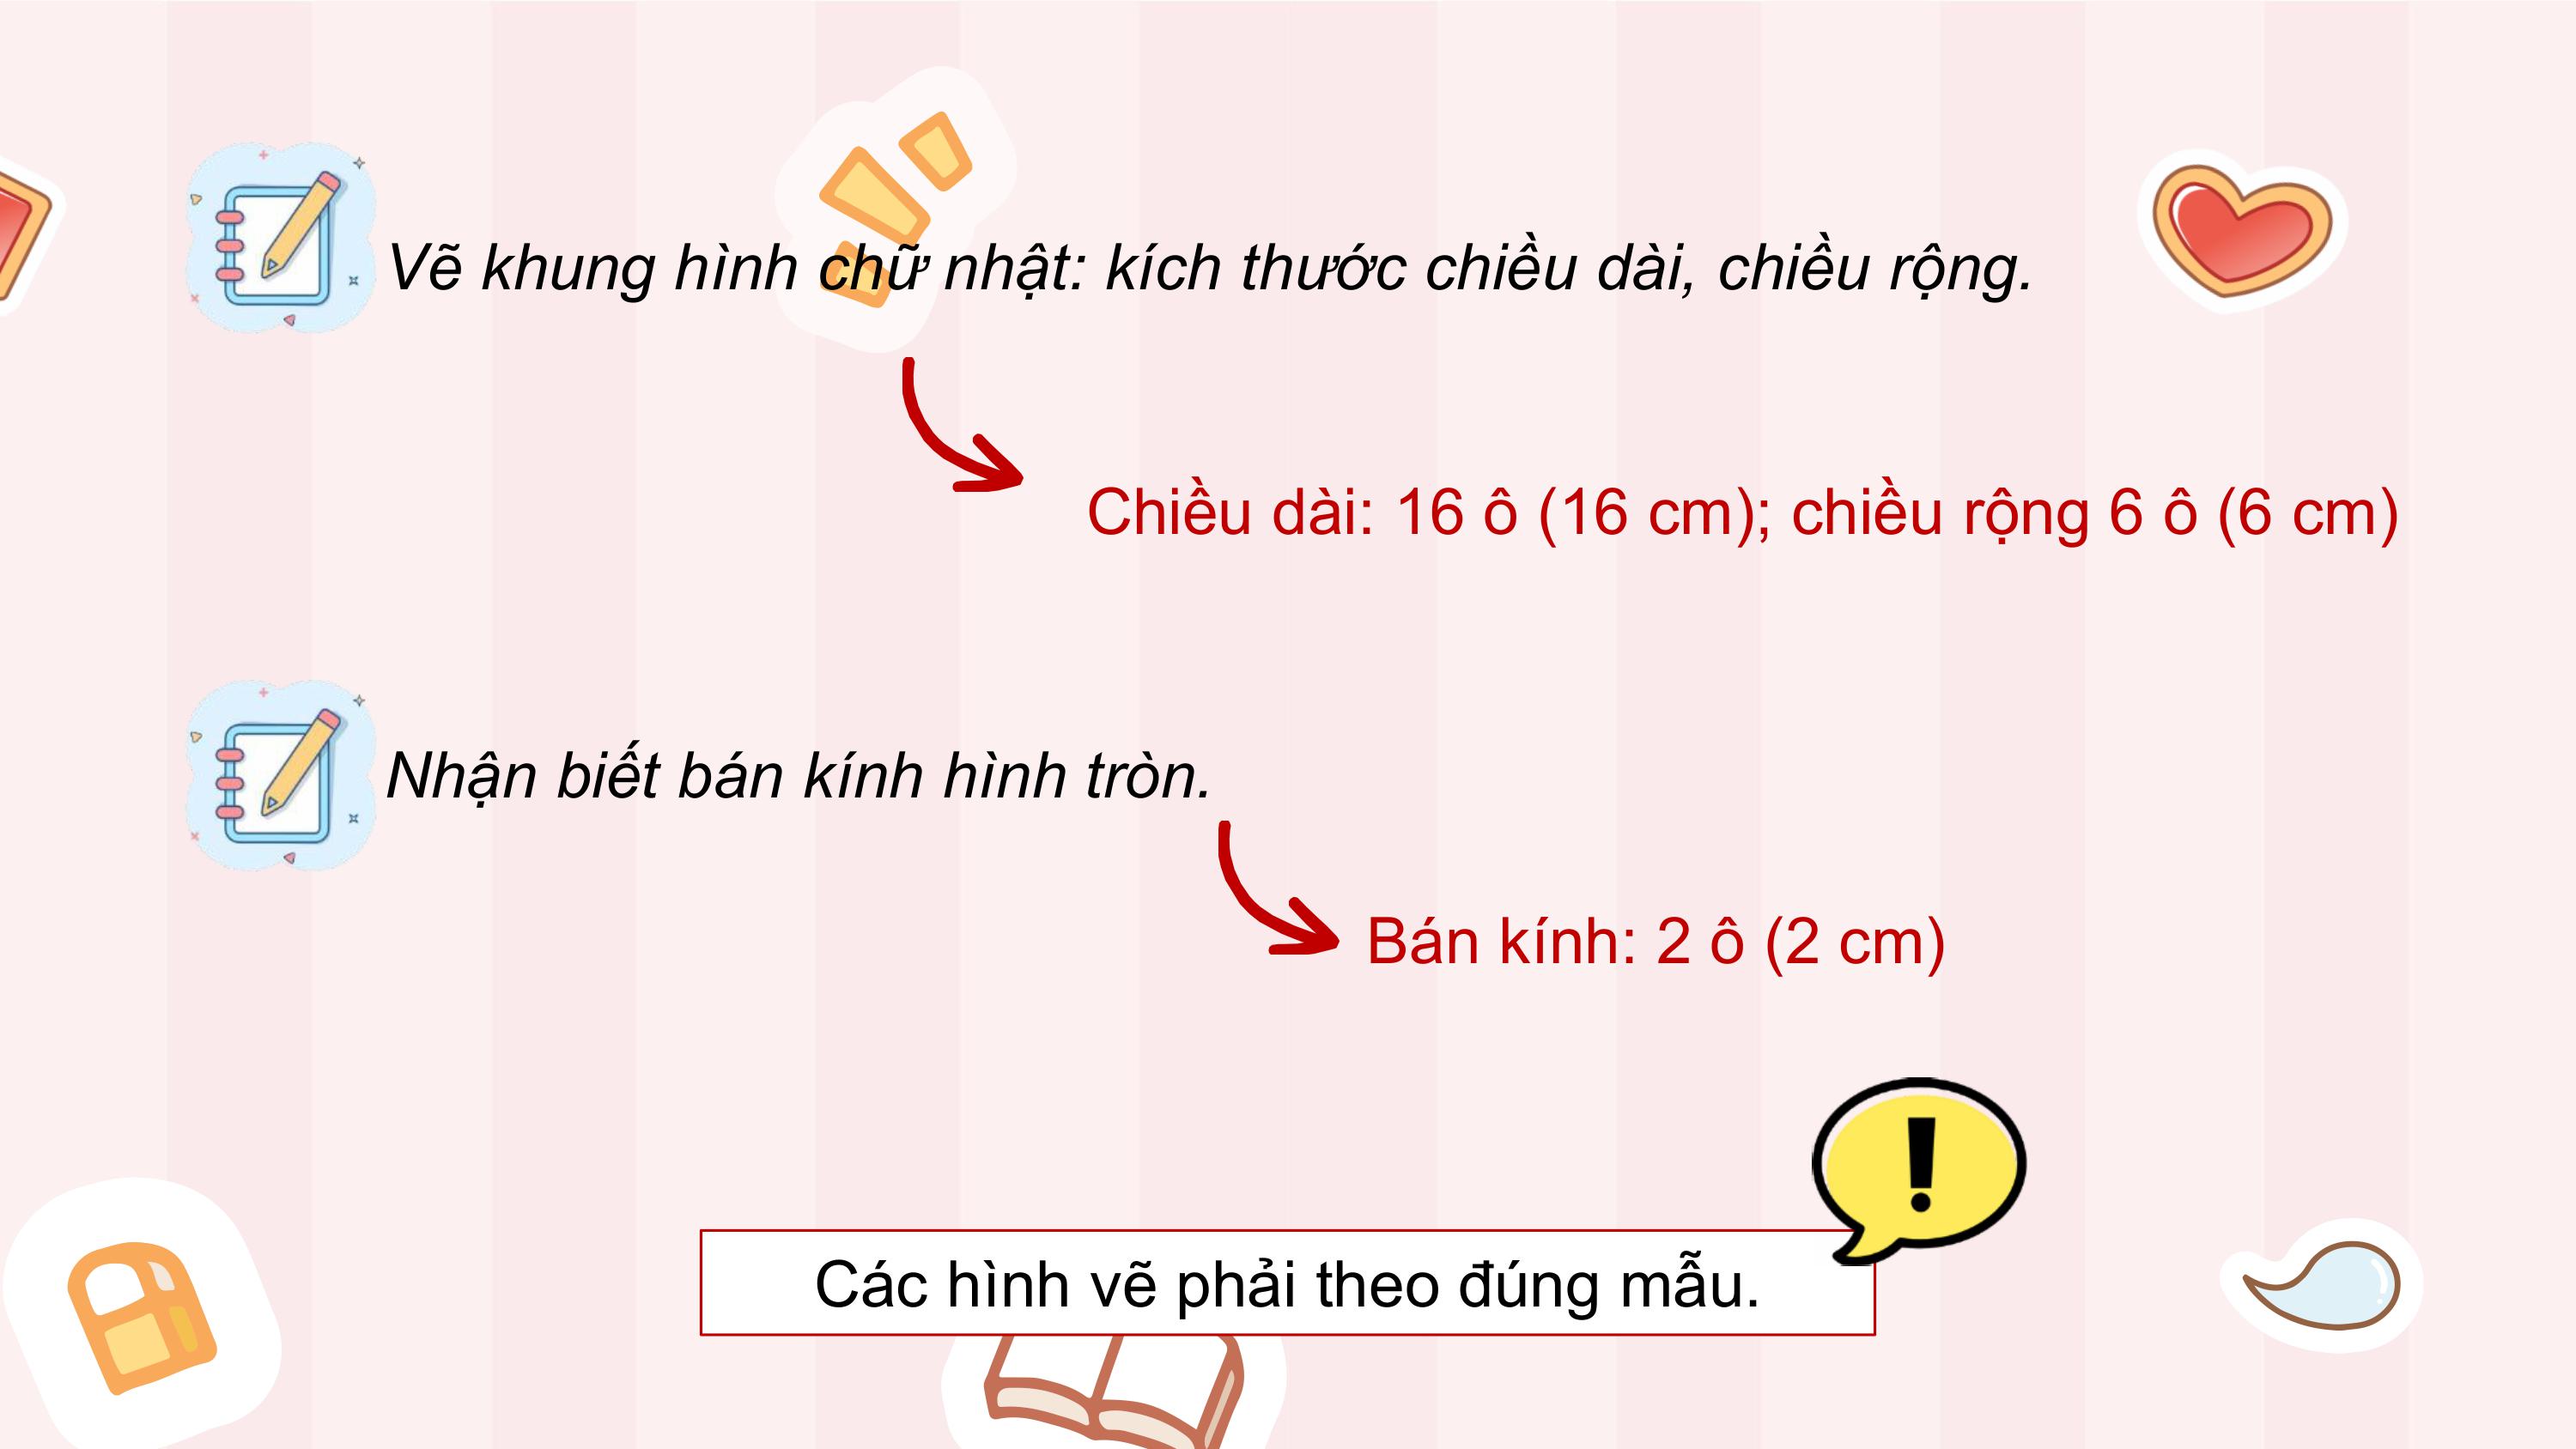 Vẽ khung hình chữ nhật: kích thước chiều dài, chiều rộng.
Chiều dài: 16 ô (16 cm); chiều rộng 6 ô (6 cm)
Nhận biết bán kính hình tròn.
Bán kính: 2 ô (2 cm)
!
Các hình vẽ phải theo đúng mẫu.